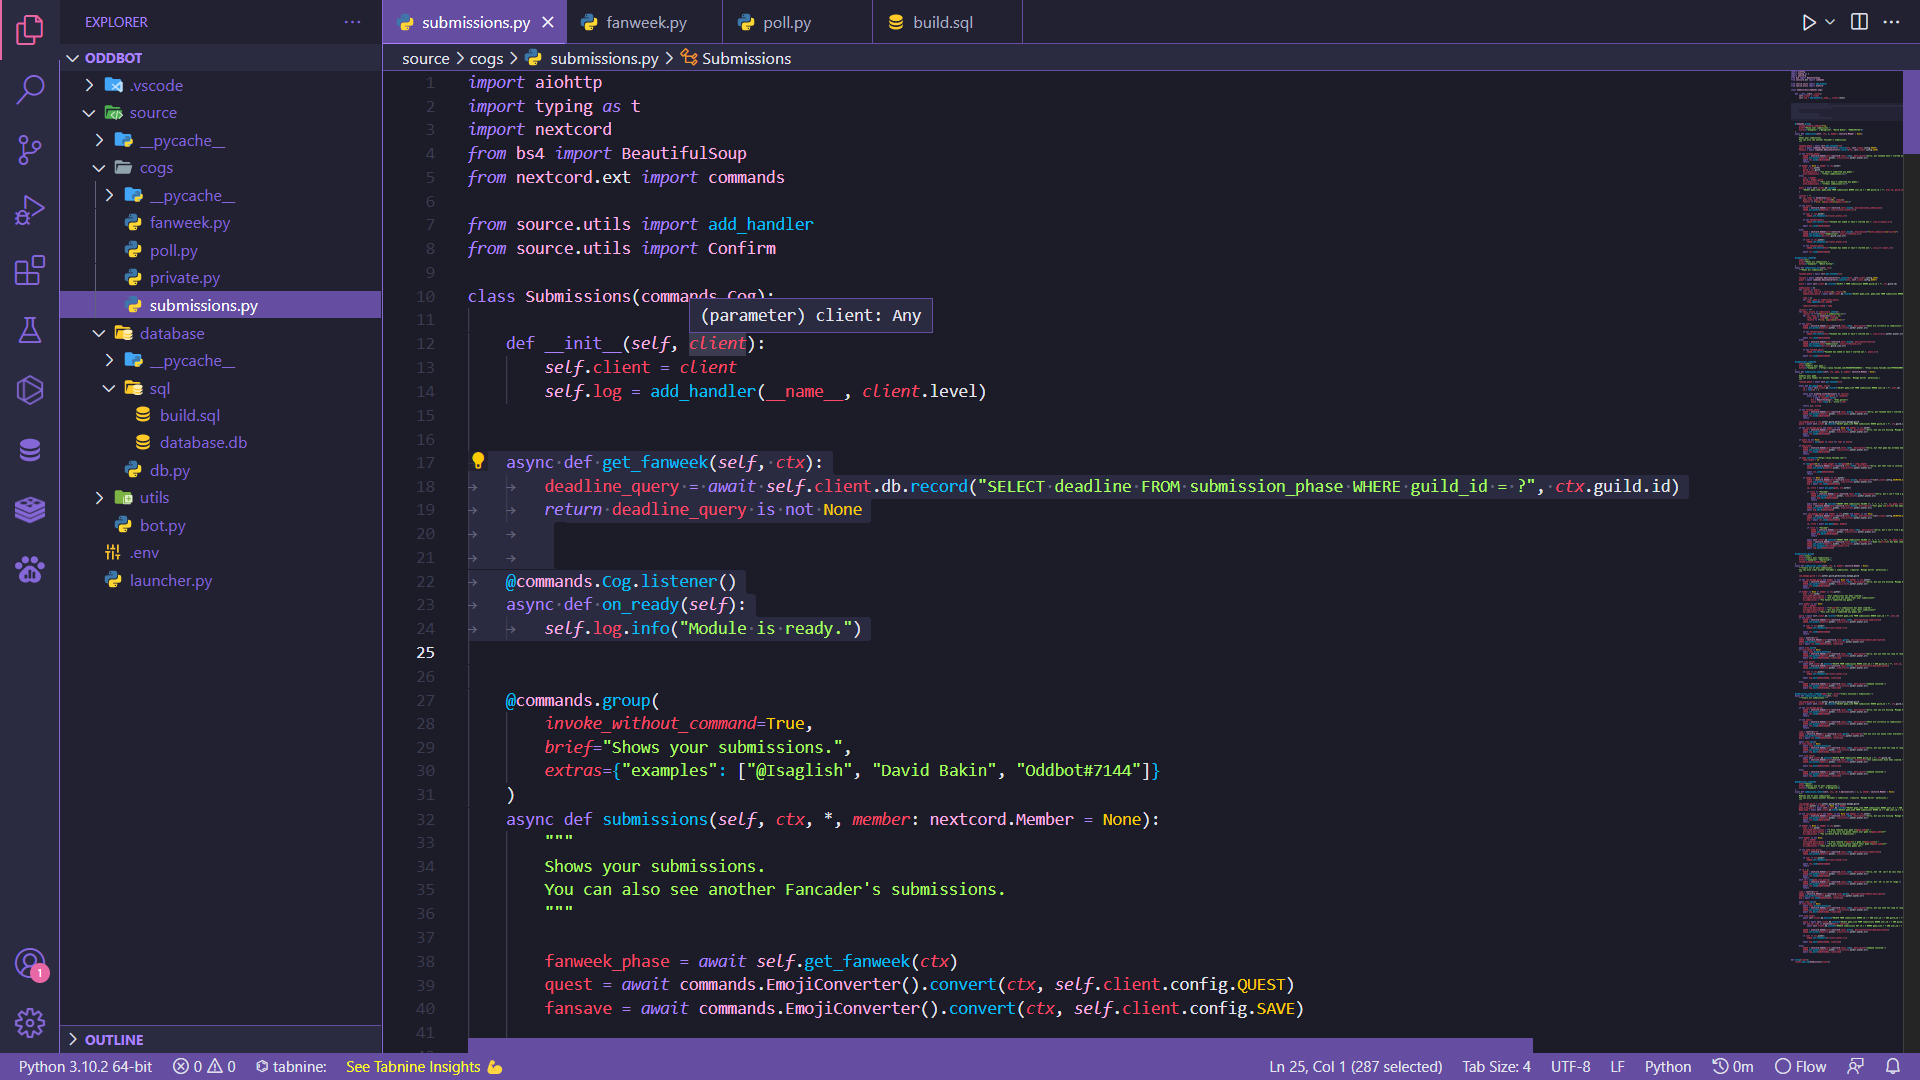 EXPLORER
ODDBOT
.vscode
source
__pycache__
cogs
__pycache__
fanweek.py
poll.py
private.py
submissions.py
database
__pycache__
sql
build.sql
database.db
db.py
utils
bot.py
.env
launcher.py
OUTLINE
submissions.py fanweek.py poll.py build.sql
source cogs submissions.py Submissions
1 import aiohttp
2 import typing as t
3 import nextcord
4 from bs4 import BeautifulSoup
5 from nextcord.ext import commands
6
7 from source.utils import add_handler
8 from source.utils import Confirm
9
10 class Submissions(commands.Cog):
11 (parameter) client: Any
12 def __init__(self, client):
13 self.client = client
14 self.log = add_handler(__name__, client.level)
15
16
17 async def get_fanweek(self, ctx):
18 deadline_query = await self.client.db.record("SELECT deadline FROM submission_phase WHERE guild_id = ?", ctx.guild.id)
19 return deadline_query is not None
20
21
22 @commands.Cog.listener()
23 async def on_ready(self):
24 self.log.info("Module is ready.")
25
26
27 @commands.group(
28 invoke_without_command=True,
29 brief="Shows your submissions.",
30 extras={"examples": ["@Isaglish", "David Bakin", "Oddbot#7144"]}
31 )
32 async def submissions(self, ctx, *, member: nextcord.Member = None):
33 """
34 Shows your submissions.
35 You can also see another Fancader's submissions.
36 """
37
38 fanweek_phase = await self.get_fanweek(ctx)
39 quest = await commands.EmojiConverter().convert(ctx, self.client.config.QUEST)
40 fansave = await commands.EmojiConverter().convert(ctx, self.client.config.SAVE)
41
1
Python 3.10.2 64-bit 0 0 tabnine: See Tabnine Insights Ln 25, Col 1 (287 selected) Tab Size: 4 UTF-8 LF Python 0m Flow